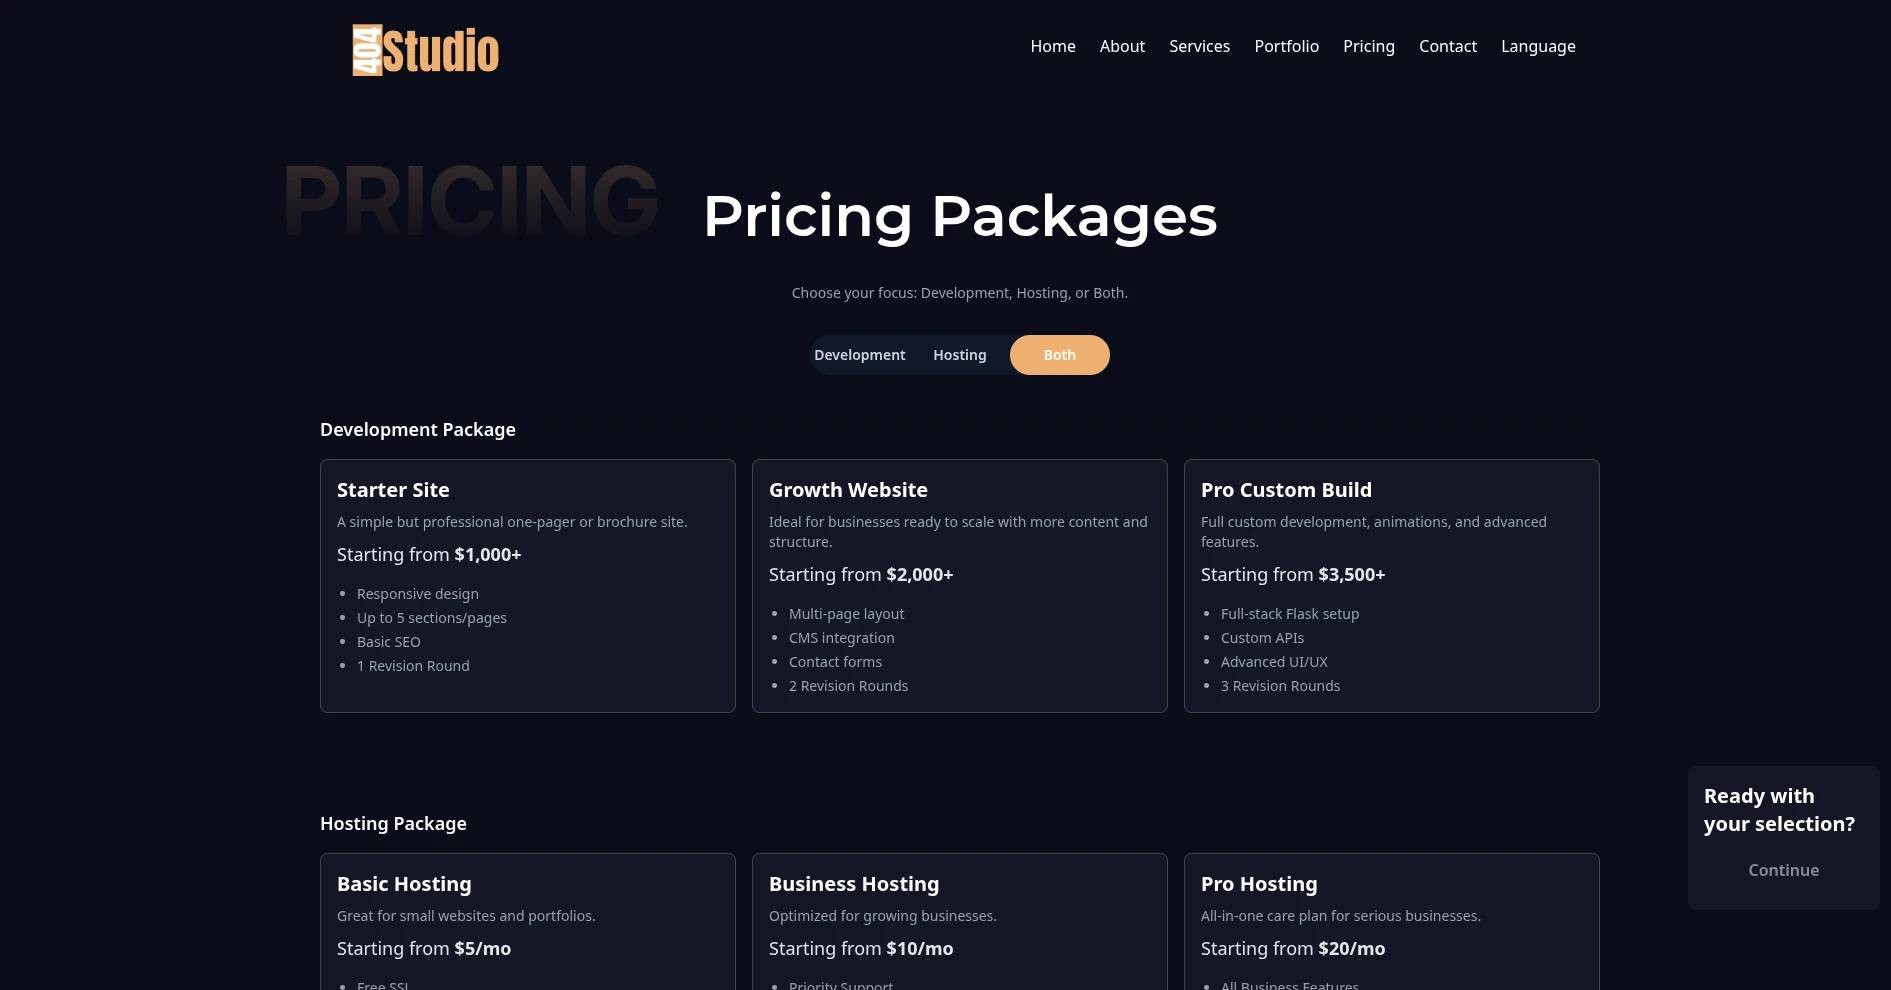 404Studio
Home About Services Portfolio Pricing Contact Language
PRICING
Pricing Packages
Choose your focus: Development, Hosting, or Both.
Development Hosting Both
Development Package
Starter Site
A simple but professional one-pager or brochure site.
Starting from $1,000+
• Responsive design
• Up to 5 sections/pages
• Basic SEO
• 1 Revision Round
Growth Website
Ideal for businesses ready to scale with more content and
structure.
Starting from $2,000+
• Multi-page layout
• CMS integration
• Contact forms
• 2 Revision Rounds
Pro Custom Build
Full custom development, animations, and advanced
features.
Starting from $3,500+
• Full-stack Flask setup
• Custom APIs
• Advanced UI/UX
• 3 Revision Rounds
Hosting Package
Basic Hosting
Great for small websites and portfolios.
Starting from $5/mo
• Free SSL
Business Hosting
Optimized for growing businesses.
Starting from $10/mo
• Priority Support
Pro Hosting
All-in-one care plan for serious businesses.
Starting from $20/mo
• All Business Features
Ready with
your selection?
Continue